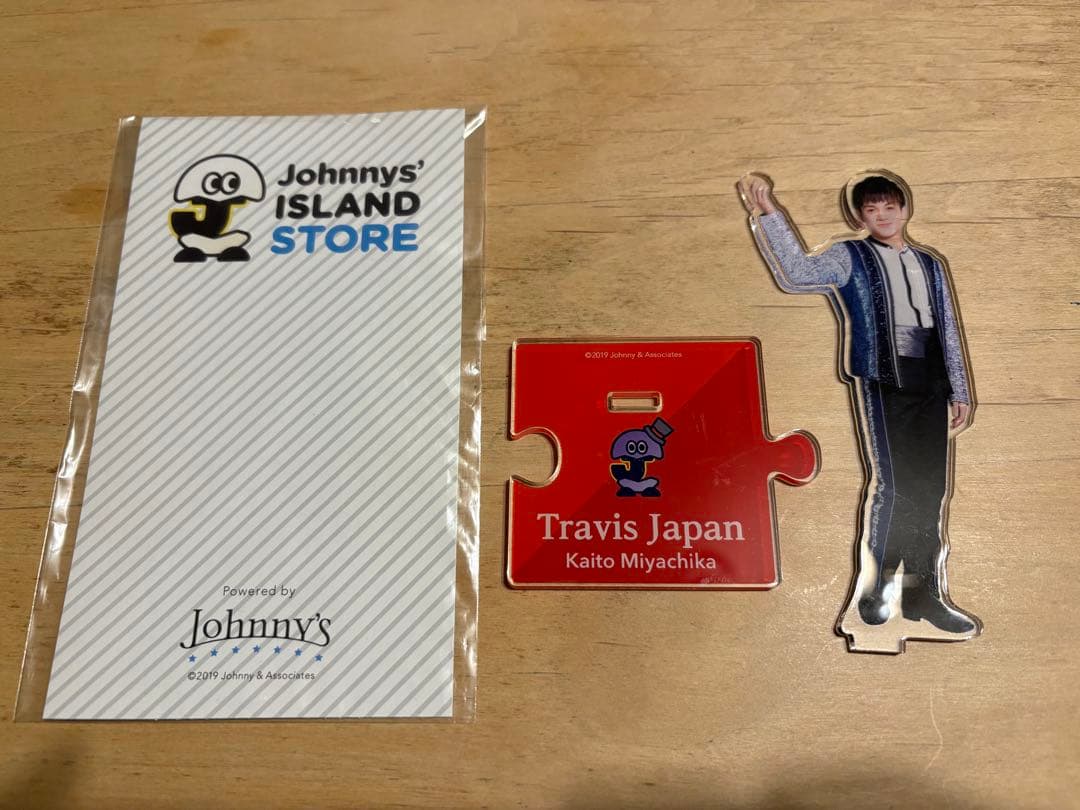 Johnnys'
ISLAND
STORE
Powered by
Johnny's
©2019 Johnny & Associates
©2019 Johnny & Associates
Travis Japan
Kaito Miyachika